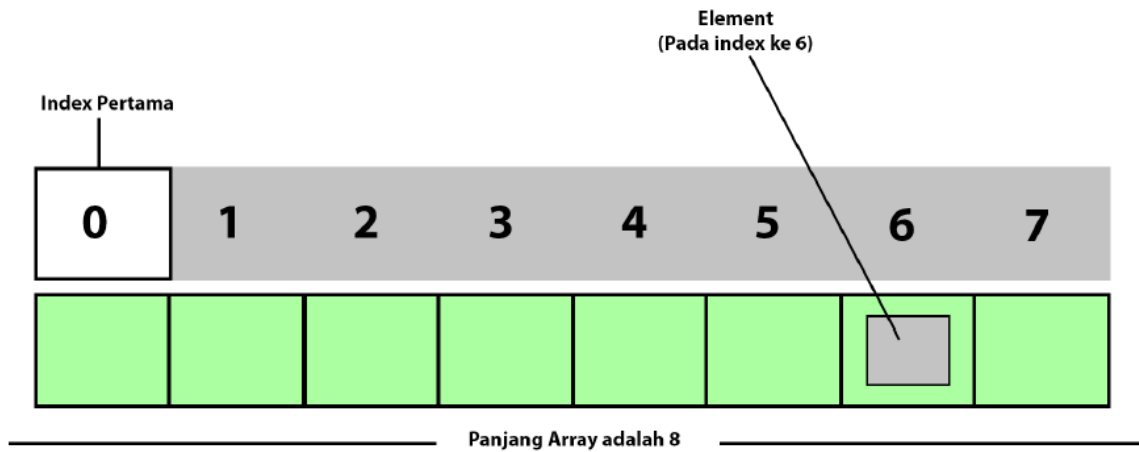 Element
(Pada index ke 6)
Index Pertama
0 1 2 3 4 5 6 7
Panjang Array adalah 8